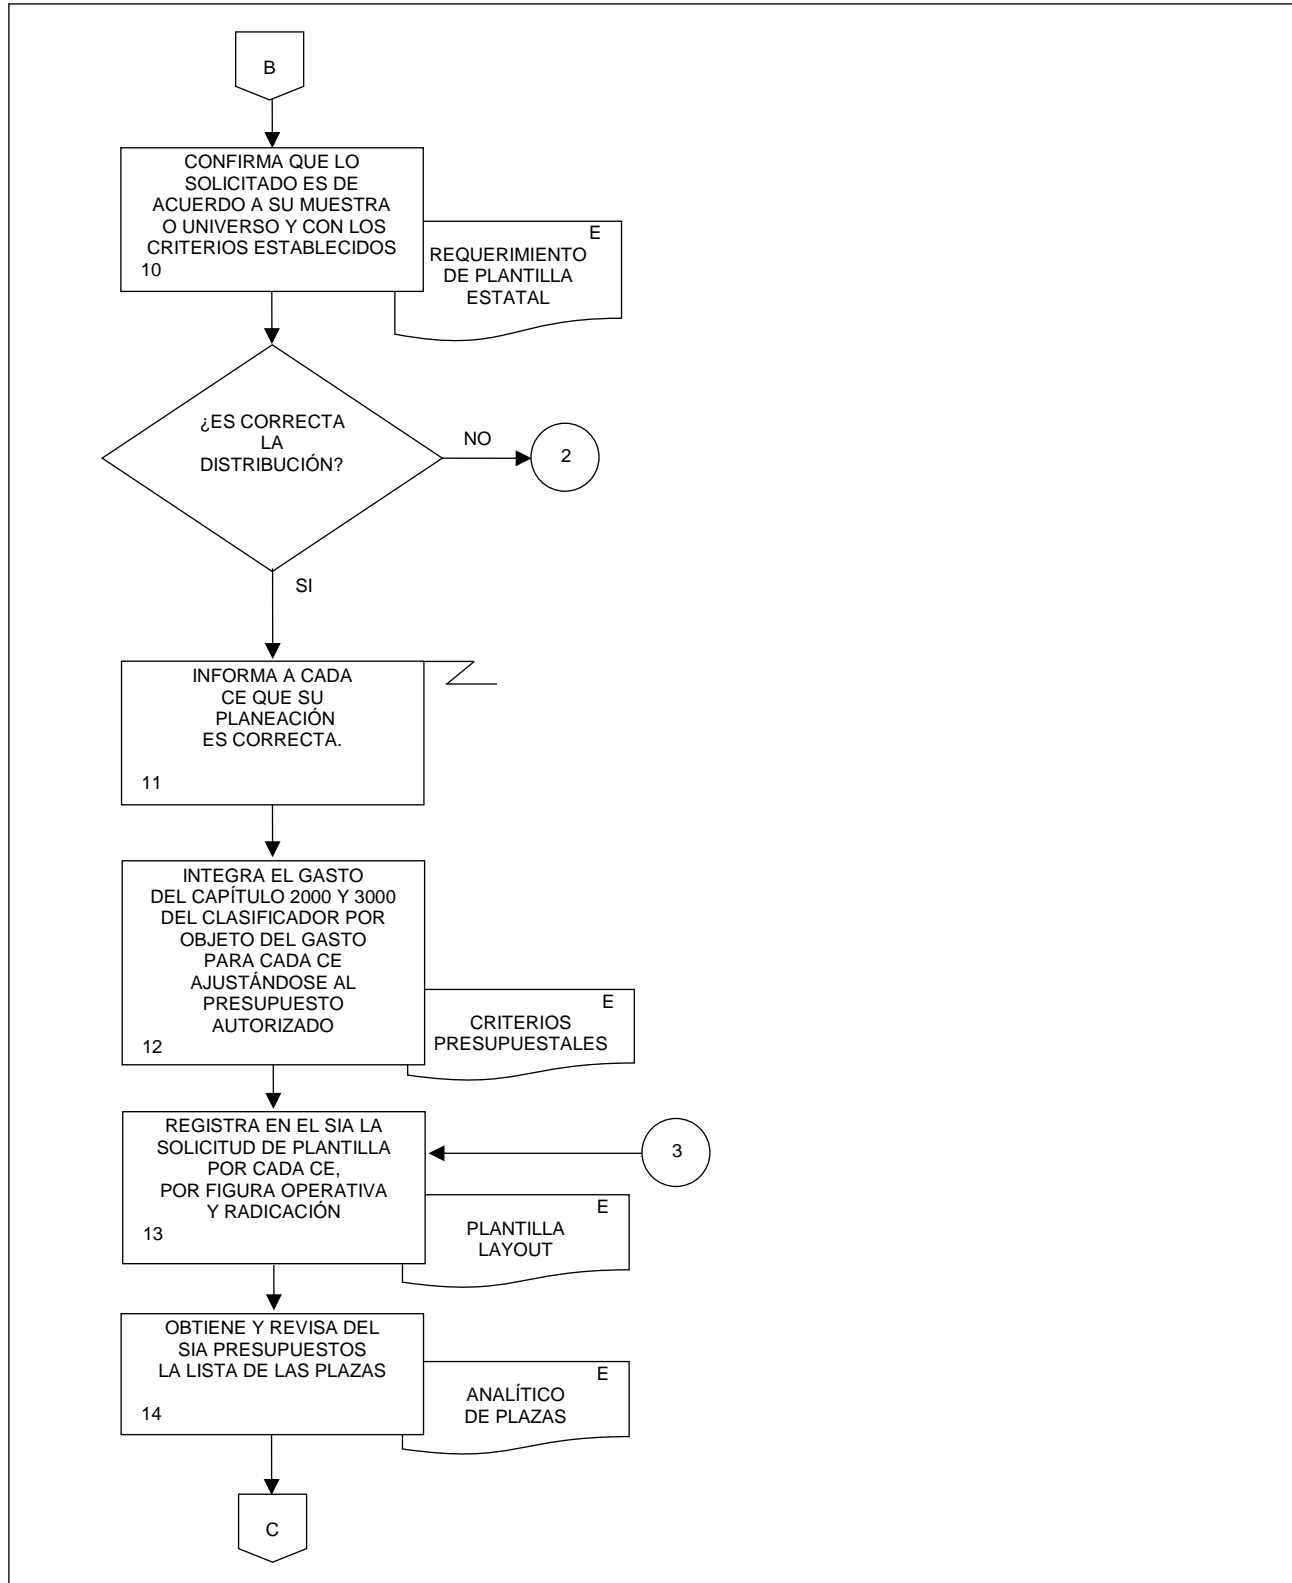 B
CONFIRMA QUE LO
SOLICITADO ES DE
ACUERDO A SU MUESTRA
O UNIVERSO Y CON LOS
CRITERIOS ESTABLECIDOS
10
E
REQUERIMIENTO
DE PLANTILLA
ESTATAL
¿ES CORRECTA
LA
DISTRIBUCIÓN?
NO
2
SI
INFORMA A CADA
CE QUE SU
PLANEACIÓN
ES CORRECTA.
11
INTEGRA EL GASTO
DEL CAPÍTULO 2000 Y 3000
DEL CLASIFICADOR POR
OBJETO DEL GASTO
PARA CADA CE
AJUSTÁNDOSE AL
PRESUPUESTO
AUTORIZADO
12
E
CRITERIOS
PRESUPUESTALES
REGISTRA EN EL SIA LA
SOLICITUD DE PLANTILLA
POR CADA CE,
POR FIGURA OPERATIVA
Y RADICACIÓN
13
3
E
PLANTILLA
LAYOUT
OBTIENE Y REVISA DEL
SIA PRESUPUESTOS
LA LISTA DE LAS PLAZAS
14
E
ANALÍTICO
DE PLAZAS
C